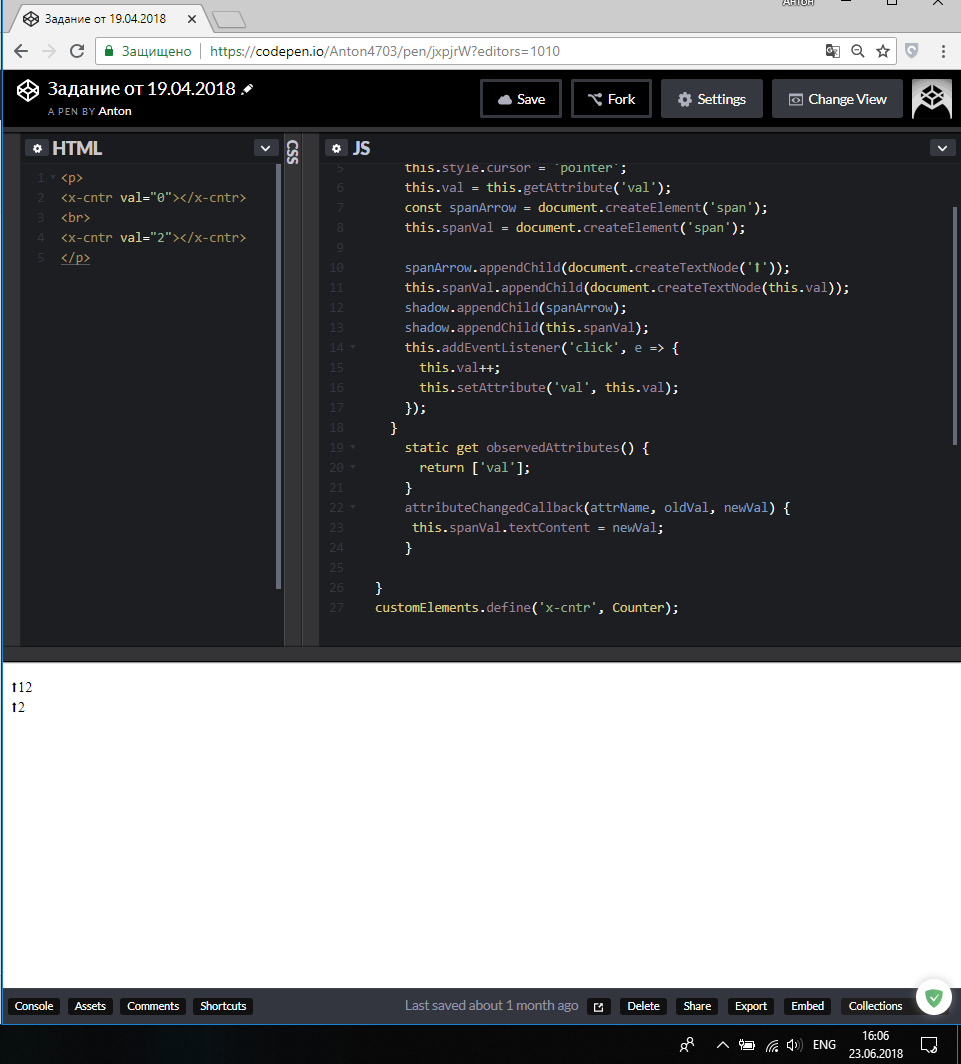 Антон
Задание от 19.04.2018
Защищено https://codepen.io/Anton4703/pen/jxpjrW?editors=1010
Задание от 19.04.2018
A PEN BY Anton
Save Fork Settings Change View
HTML
1 <p>
2 <x-cntr val="0"></x-cntr>
3 <br>
4 <x-cntr val="2"></x-cntr>
5 </p>
CSS
JS
5 this.style.cursor = 'pointer';
6 this.val = this.getAttribute('val');
7 const spanArrow = document.createElement('span');
8 this.spanVal = document.createElement('span');
9
10 spanArrow.appendChild(document.createTextNode('⬆'));
11 this.spanVal.appendChild(document.createTextNode(this.val));
12 shadow.appendChild(spanArrow);
13 shadow.appendChild(this.spanVal);
14 this.addEventListener('click', e => {
15 this.val++;
16 this.setAttribute('val', this.val);
17 });
18 }
19 static get observedAttributes() {
20 return ['val'];
21 }
22 attributeChangedCallback(attrName, oldVal, newVal) {
23 this.spanVal.textContent = newVal;
24 }
25
26 }
27 customElements.define('x-cntr', Counter);
⬆12
⬆2
Console Assets Comments Shortcuts Last saved about 1 month ago Delete Share Export Embed Collections
ENG 16:06
23.06.2018